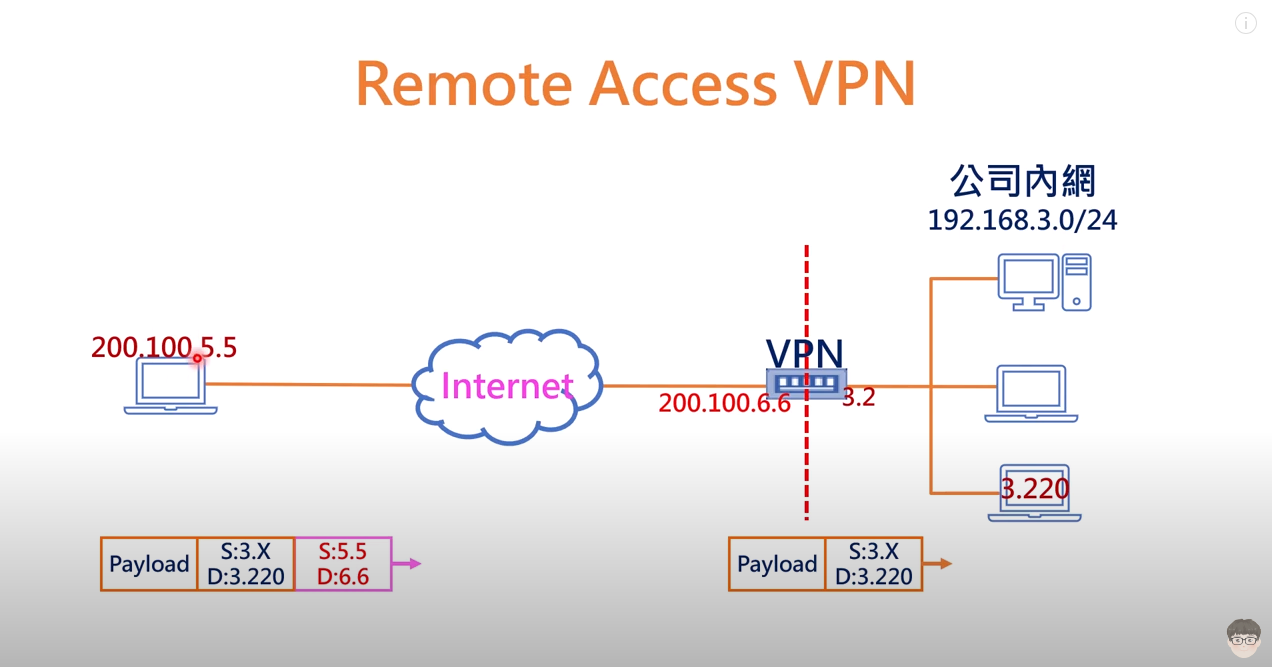 Remote Access VPN
公司內網
192.168.3.0/24
200.100.5.5
Internet
VPN
200.100.6.6
3.2
3.220
Payload
S:3.X
D:3.220
S:5.5
D:6.6
Payload
S:3.X
D:3.220